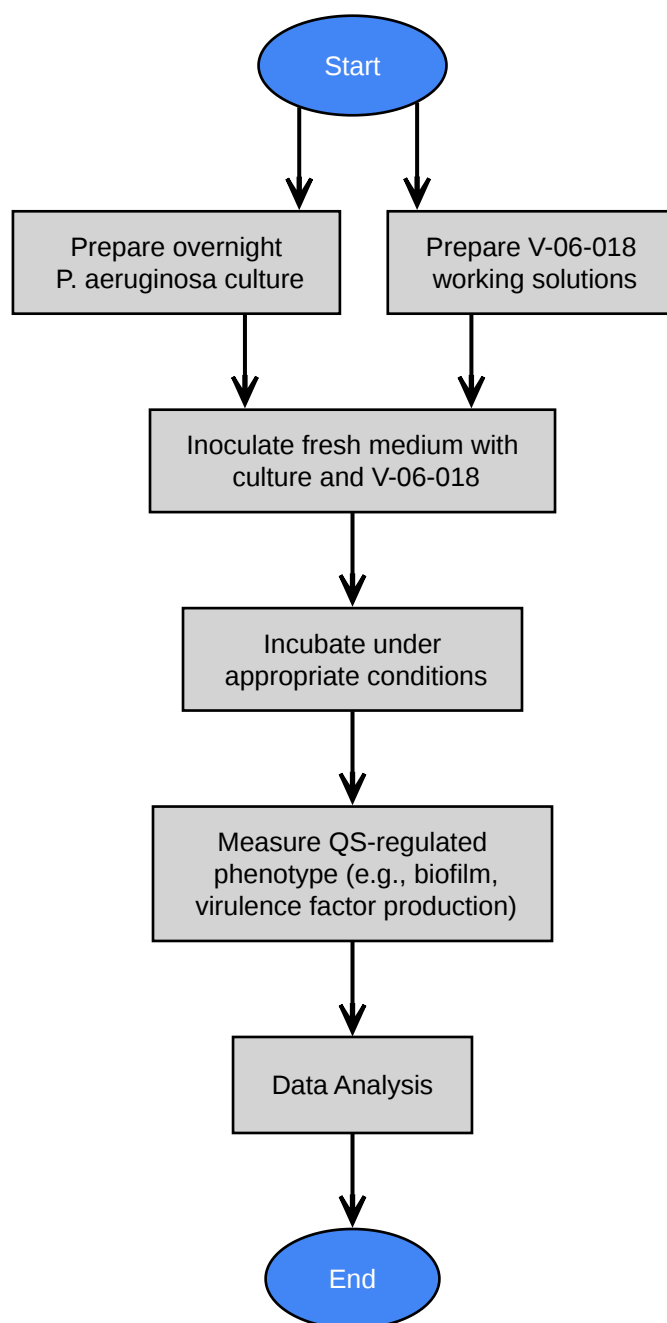 Start
Prepare overnight
P. aeruginosa culture
Prepare V-06-018
working solutions
Inoculate fresh medium with
culture and V-06-018
Incubate under
appropriate conditions
Measure QS-regulated
phenotype (e.g., biofilm,
virulence factor production)
Data Analysis
End